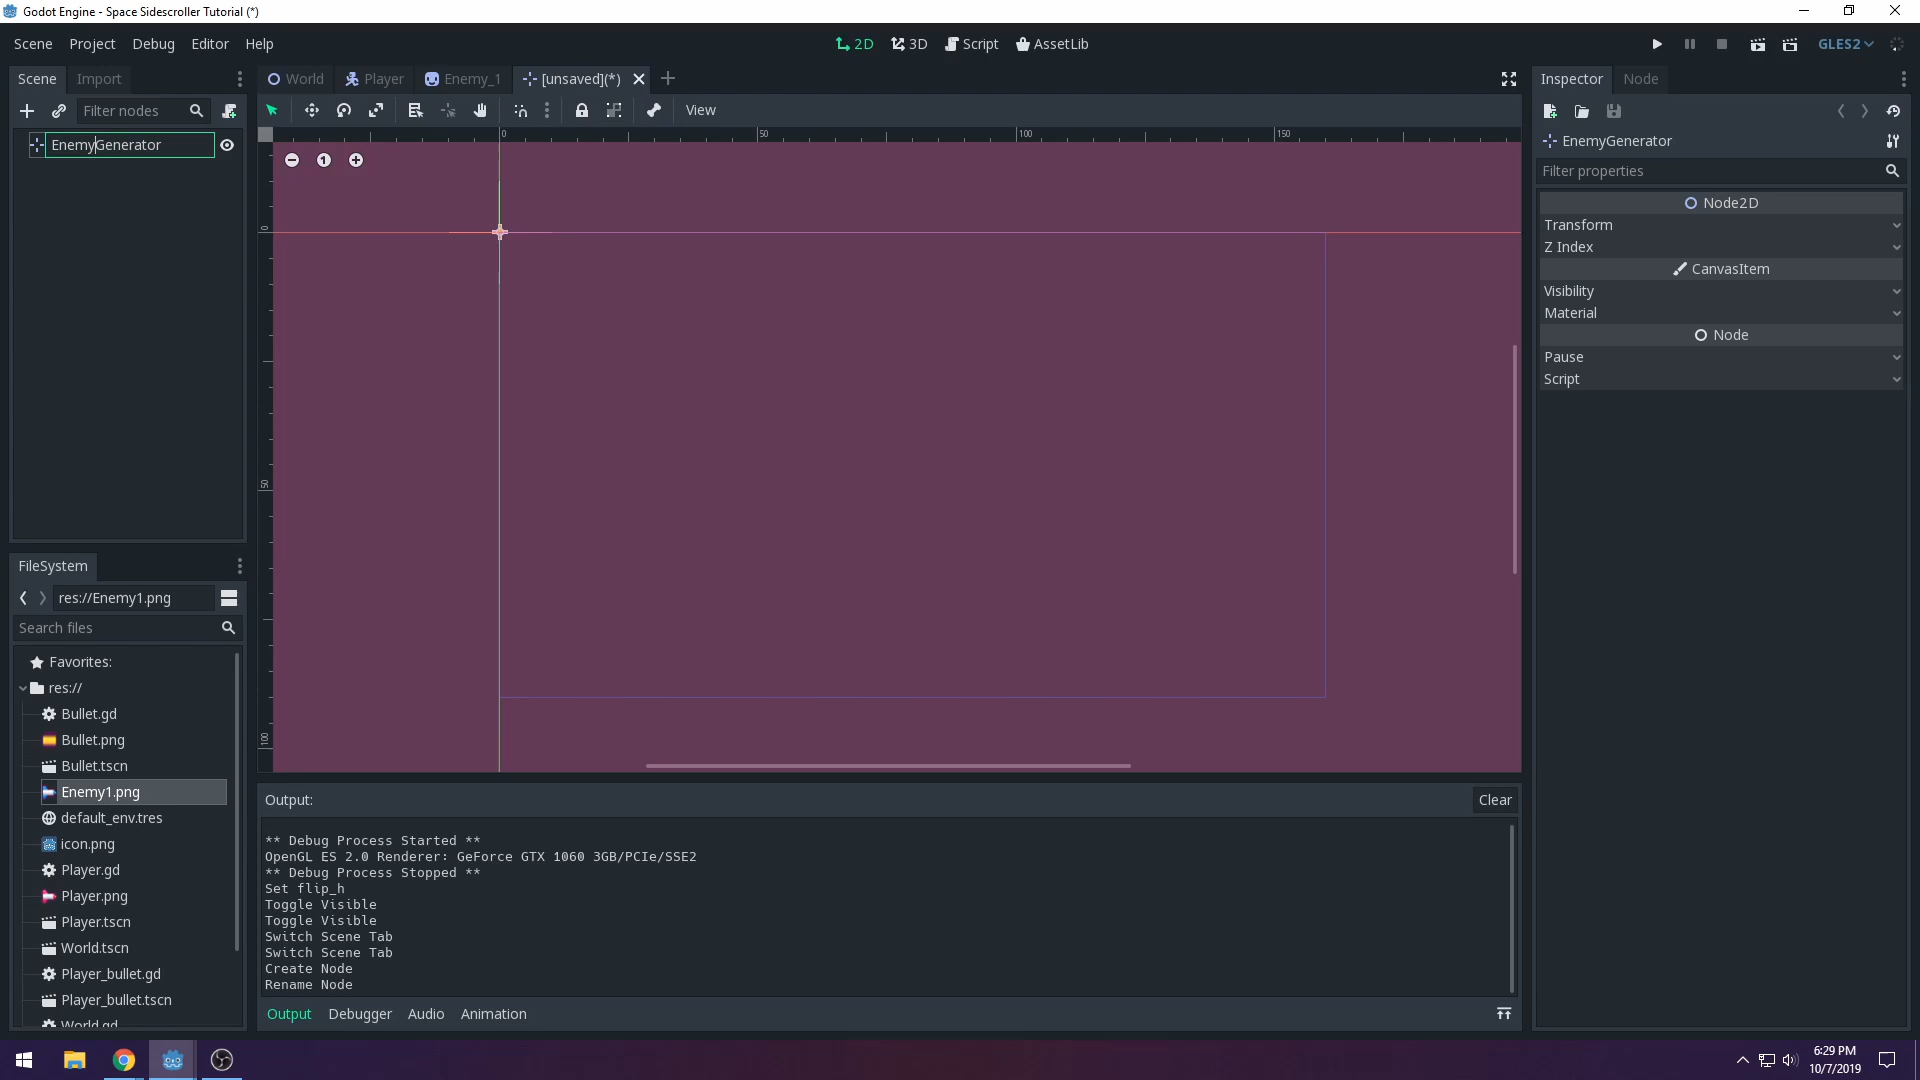 Godot Engine - Space Sidescroller Tutorial (*)
Scene Project Debug Editor Help
2D 3D Script AssetLib
GLES2
Scene Import
World Player Enemy_1 [unsaved](*)
Inspector Node
Filter nodes
View
EnemyGenerator
EnemyGenerator
Filter properties
0 50 100 150
0
50
100
1
Node2D
Transform
Z Index
CanvasItem
Visibility
Material
Node
Pause
Script
FileSystem
res://Enemy1.png
Search files
Favorites:
res://
Bullet.gd
Bullet.png
Bullet.tscn
Enemy1.png
default_env.tres
icon.png
Player.gd
Player.png
Player.tscn
World.tscn
Player_bullet.gd
Player_bullet.tscn
World.gd
Output:
Clear
** Debug Process Started **
OpenGL ES 2.0 Renderer: GeForce GTX 1060 3GB/PCIe/SSE2
** Debug Process Stopped **
Set flip_h
Toggle Visible
Toggle Visible
Switch Scene Tab
Switch Scene Tab
Create Node
Rename Node
Output Debugger Audio Animation
6:29 PM
10/7/2019